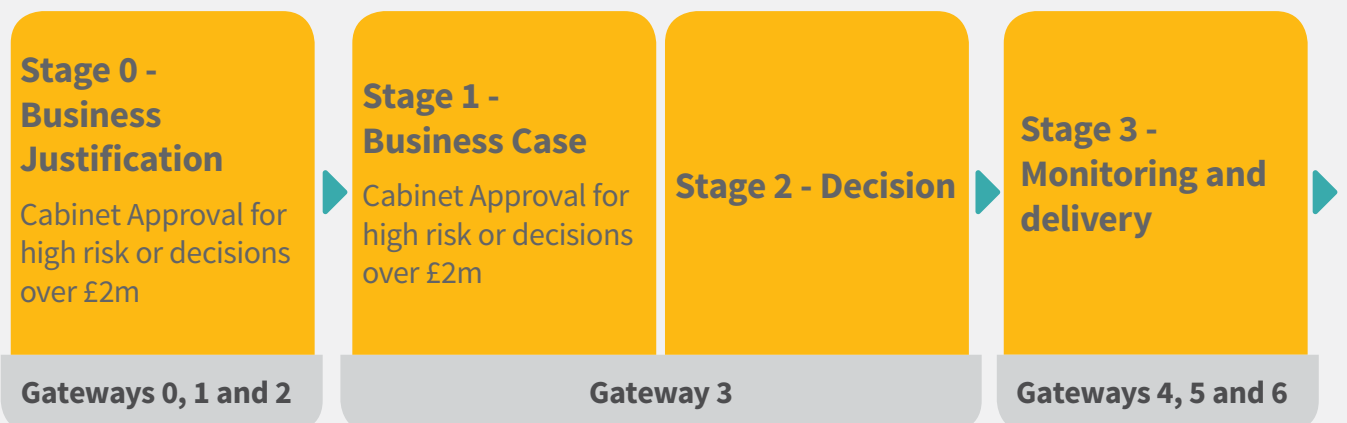 Stage 0 -
Business
Justification
Cabinet Approval for
high risk or decisions
over £2m
Gateways 0, 1 and 2
Stage 1 -
Business Case
Cabinet Approval for
high risk or decisions
over £2m
Stage 2 - Decision
Gateway 3
Stage 3 -
Monitoring and
delivery
Gateways 4, 5 and 6